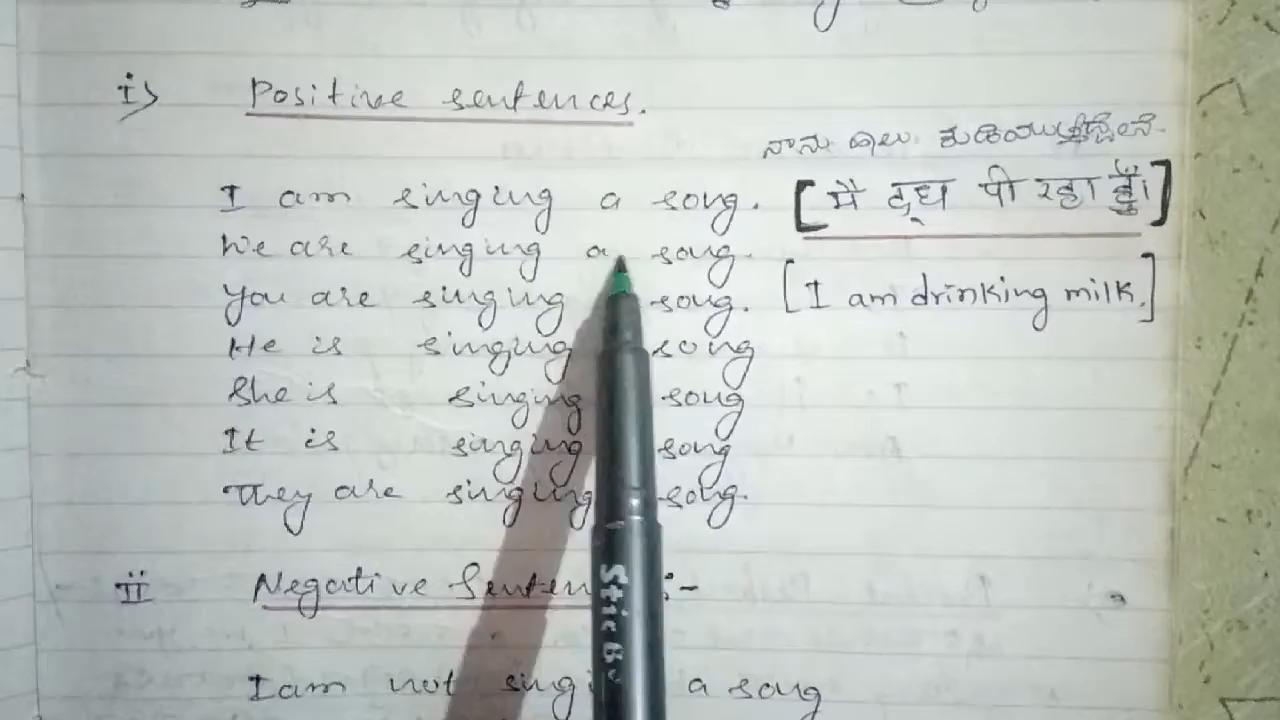 i> Positive sentences.
ನಾನು ಹಾಲು ಕುಡಿಯುತ್ತಿದ್ದೇನೆ.
I am singing a song. [मै दूध पी रहा हूँ।]
We are singing a song.
You are singing song. [I am drinking milk.]
He is singing song
She is singing song
It is singing song
They are singing song.
ii Negative :-
I am not a song
Stic